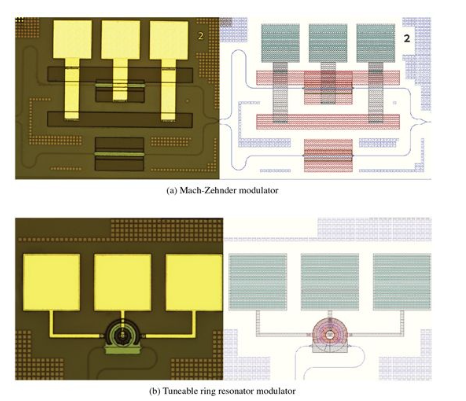 2
2
(a) Mach-Zehnder modulator
(b) Tuneable ring resonator modulator